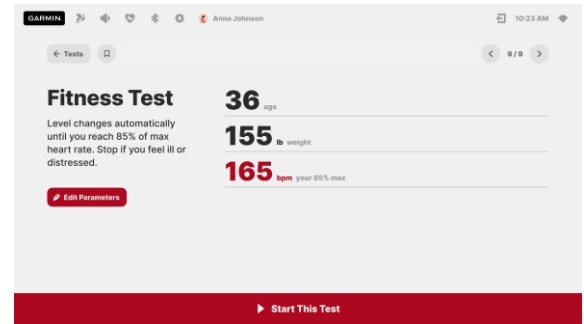 GARMIN
Anna Johnson
10:23 AM
← Tests
9/9
Fitness Test
Level changes automatically
until you reach 85% of max
heart rate. Stop if you feel ill or
distressed.
Edit Parameters
36 age
155 lb weight
165 bpm your 85% max
Start This Test